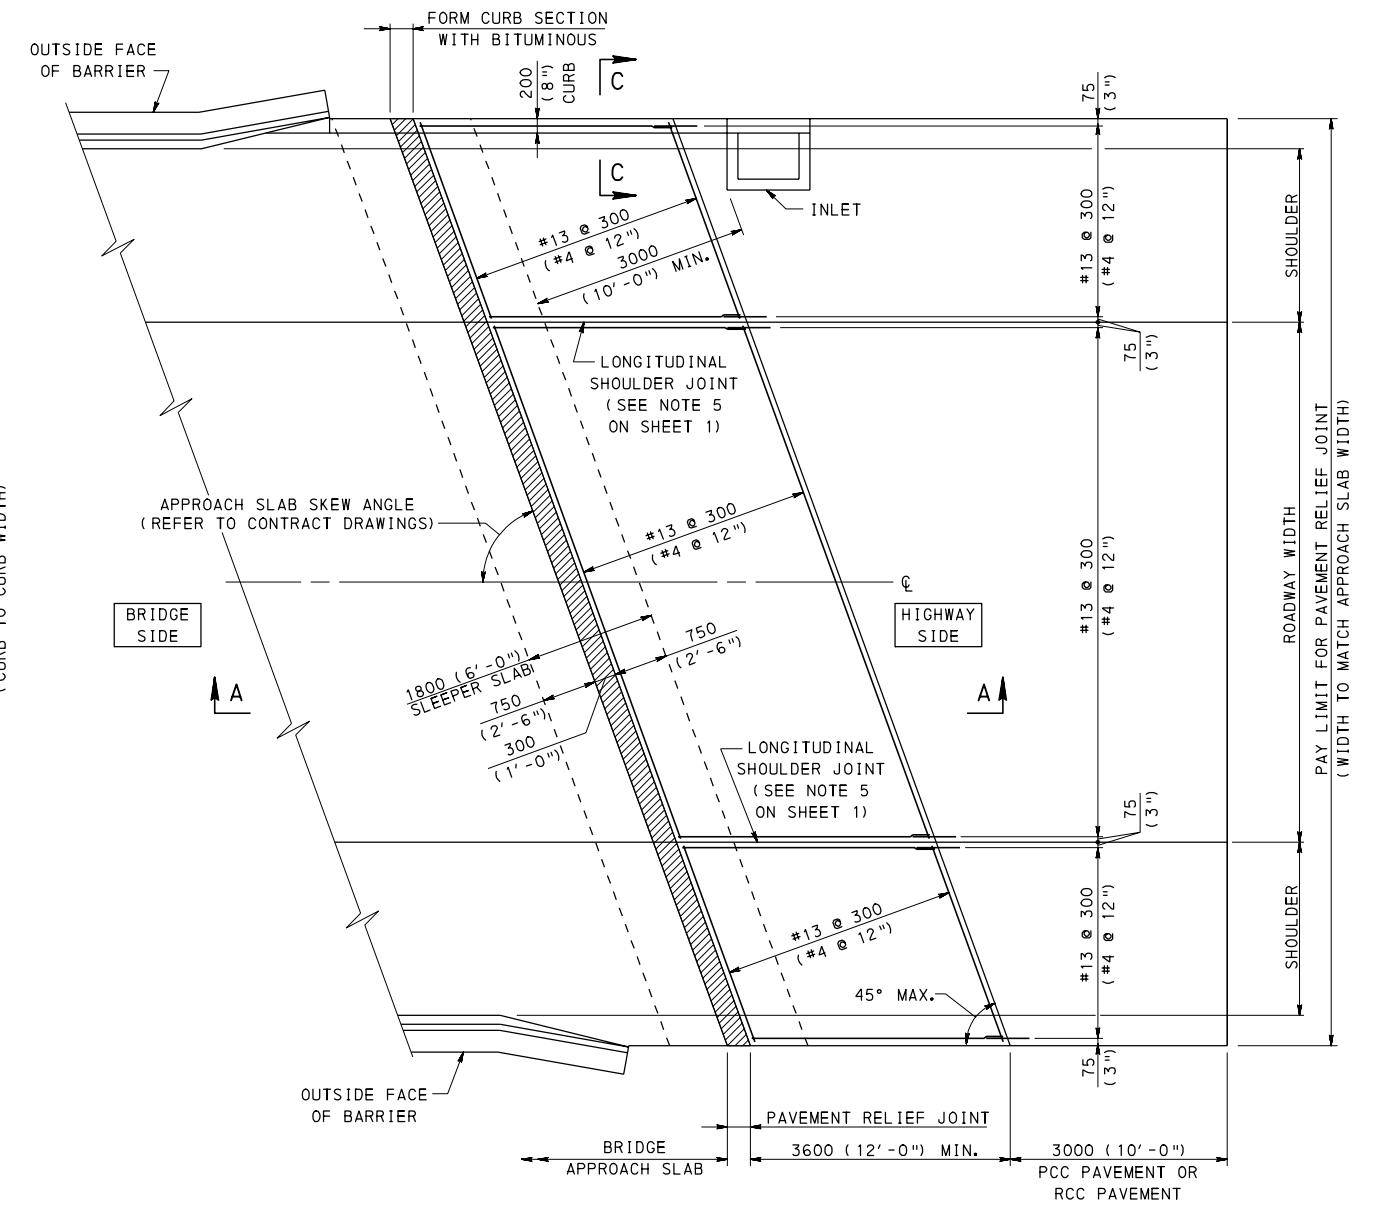 FORM CURB SECTION
WITH BITUMINOUS
OUTSIDE FACE
OF BARRIER
200
(8")
CURB
C
C
75
(3")
INLET
#13 @ 300
(#4 @ 12")
3000
(10'-0") MIN.
#13 @ 300
(#4 @ 12")
SHOULDER
75
(3")
LONGITUDINAL
SHOULDER JOINT
(SEE NOTE 5
ON SHEET 1)
APPROACH SLAB SKEW ANGLE
(REFER TO CONTRACT DRAWINGS)
#13 @ 300
(#4 @ 12")
℄
BRIDGE
SIDE
HIGHWAY
SIDE
#13 @ 300
(#4 @ 12")
ROADWAY WIDTH
PAY LIMIT FOR PAVEMENT RELIEF JOINT
(WIDTH TO MATCH APPROACH SLAB WIDTH)
(CURB TO CURB WIDTH)
750
(2'-6")
1800 (6'-0")
SLEEPER SLAB
750
(2'-6")
300
(1'-0")
A
A
LONGITUDINAL
SHOULDER JOINT
(SEE NOTE 5
ON SHEET 1)
75
(3")
#13 @ 300
(#4 @ 12")
#13 @ 300
(#4 @ 12")
SHOULDER
45° MAX.
75
(3")
OUTSIDE FACE
OF BARRIER
PAVEMENT RELIEF JOINT
BRIDGE
APPROACH SLAB
3600 (12'-0") MIN.
3000 (10'-0")
PCC PAVEMENT OR
RCC PAVEMENT